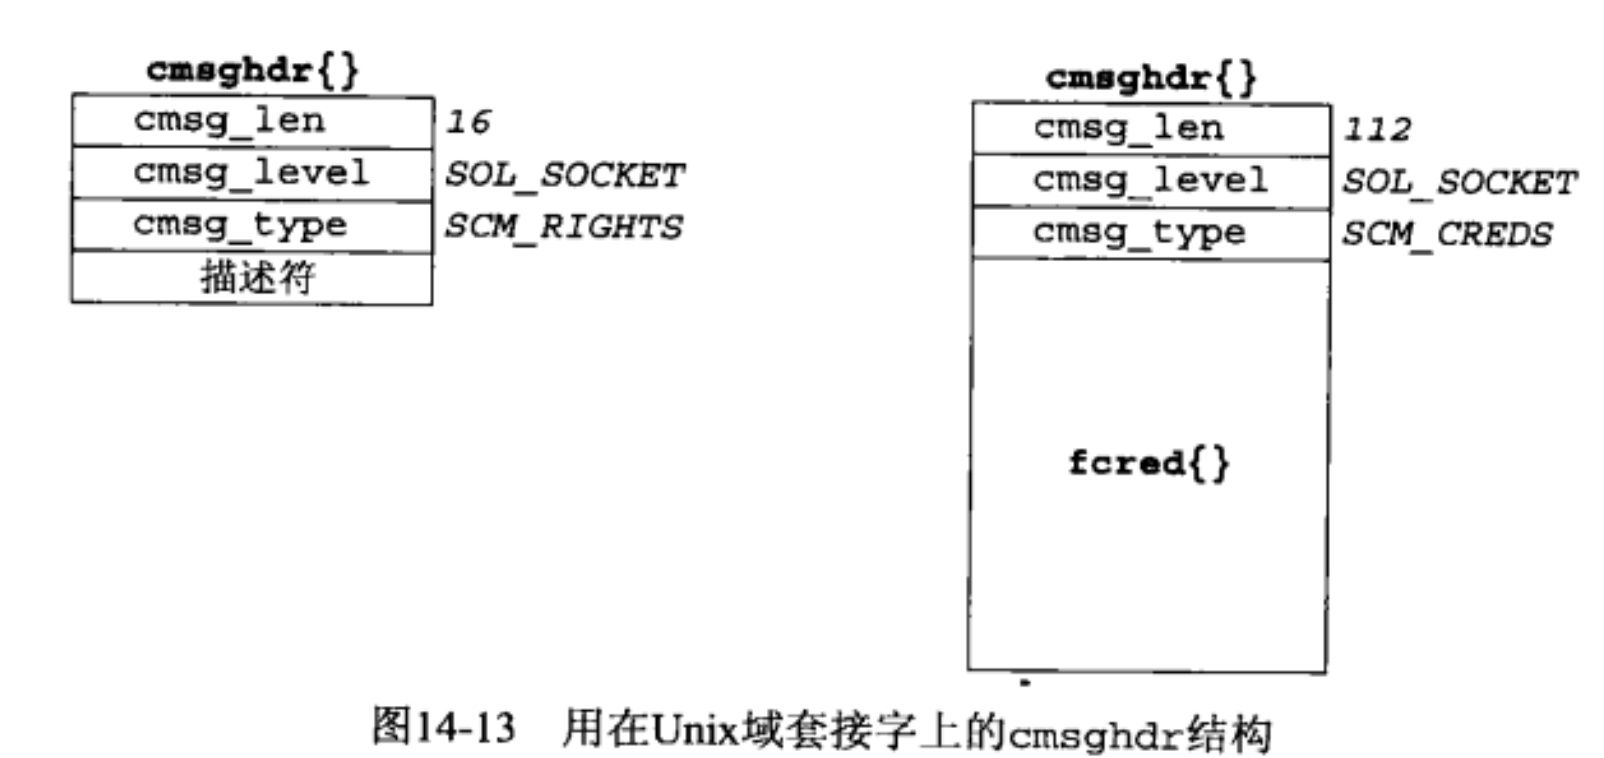 cmsghdr{}
cmsg_len 16
cmsg_level SOL_SOCKET
cmsg_type SCM_RIGHTS
描述符
cmsghdr{}
cmsg_len 112
cmsg_level SOL_SOCKET
cmsg_type SCM_CREDS
fcred{}
图14-13 用在Unix域套接字上的cmsghdr结构